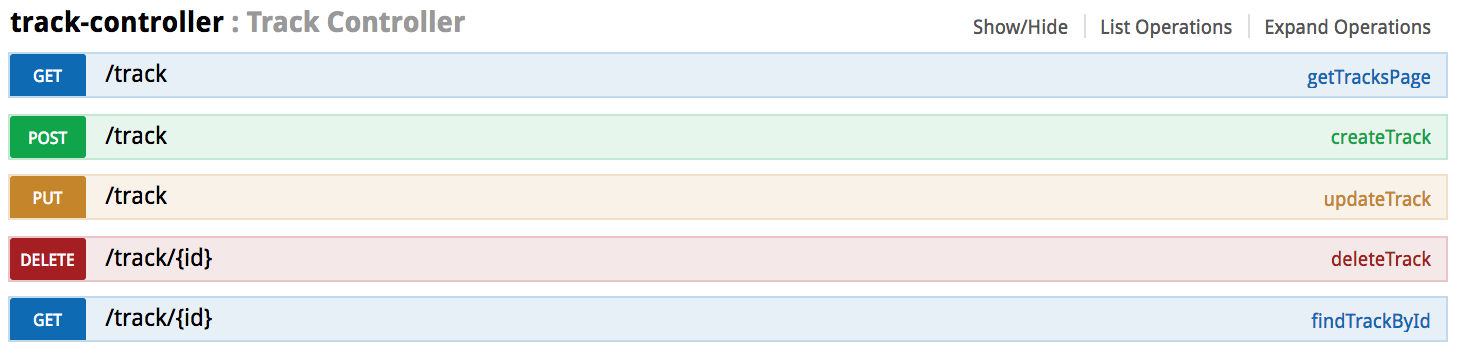 track-controller : Track Controller Show/Hide List Operations Expand Operations
GET /track getTracksPage
POST /track createTrack
PUT /track updateTrack
DELETE /track/{id} deleteTrack
GET /track/{id} findTrackById